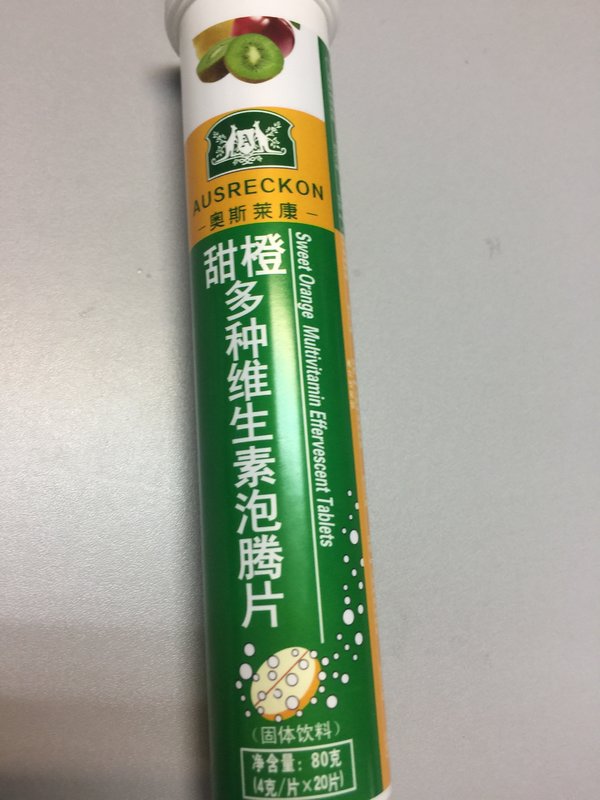 AUSRECKON
奥斯莱康
甜橙多种维生素泡腾片
Sweet Orange Multivitamin Effervescent Tablets
(固体饮料)
净含量：80克
(4克/片×20片)